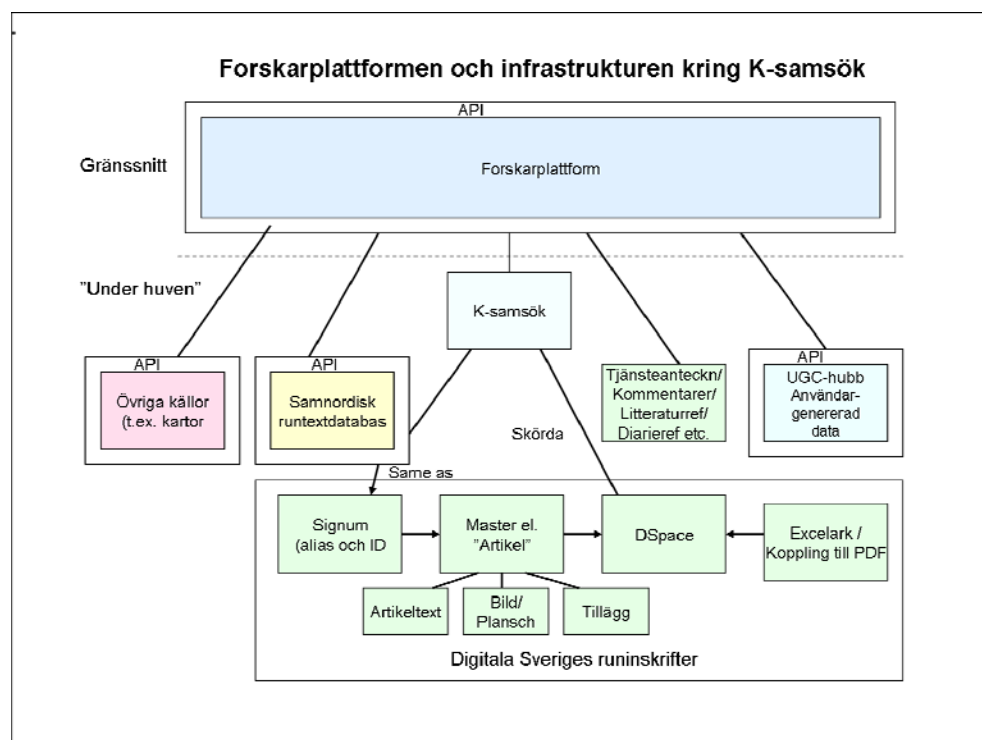 Forskarplattformen och infrastrukturen kring K-samsök
API
Gränssnitt
Forskarplattform
"Under huven"
K-samsök
API
Övriga källor
(t.ex. kartor
API
Samnordisk
runtextdatabas
Tjänsteanteckn/
Kommentarer/
Litteraturref/
Diarieref etc.
API
UGC-hubb
Användar-
genererad
data
Skörda
Same as
Signum
(alias och ID
Master el.
"Artikel"
DSpace
Excelark /
Koppling till PDF
Artikeltext
Bild/
Plansch
Tillägg
Digitala Sveriges runinskrifter